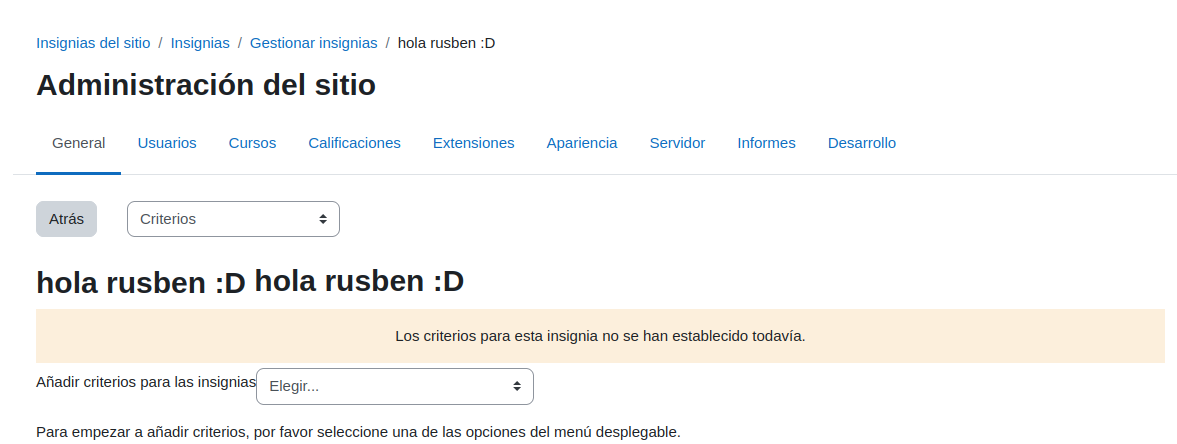 Insignias del sitio / Insignias / Gestionar insignias / hola rusben :D
Administración del sitio
General Usuarios Cursos Calificaciones Extensiones Apariencia Servidor Informes Desarrollo
Atrás Criterios
hola rusben :D hola rusben :D
Los criterios para esta insignia no se han establecido todavía.
Añadir criterios para las insignias Elegir...
Para empezar a añadir criterios, por favor seleccione una de las opciones del menú desplegable.